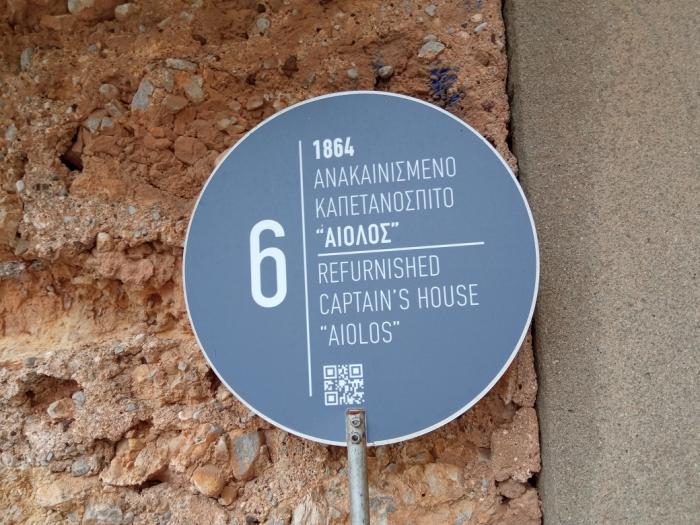 6
1864
ΑΝΑΚΑΙΝΙΣΜΕΝΟ
ΚΑΠΕΤΑΝΟΣΠΙΤΟ
“ΑΙΟΛΟΣ”
REFURNISHED
CAPTAIN'S HOUSE
“AIOLOS”